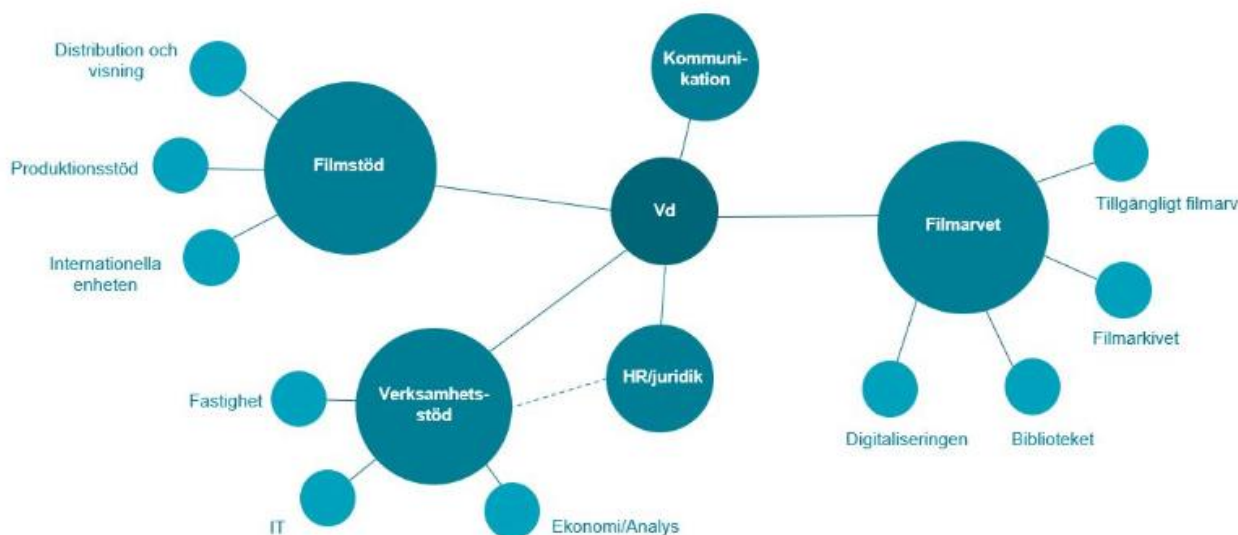 Distribution och
visning
Kommuni-
kation
Produktionsstöd
Filmstöd
Vd
Filmarvet
Tillgängligt filmarv
Internationella
enheten
Filmarkivet
Fastighet
Verksamhets-
stöd
HR/juridik
Digitaliseringen
Biblioteket
IT
Ekonomi/Analys